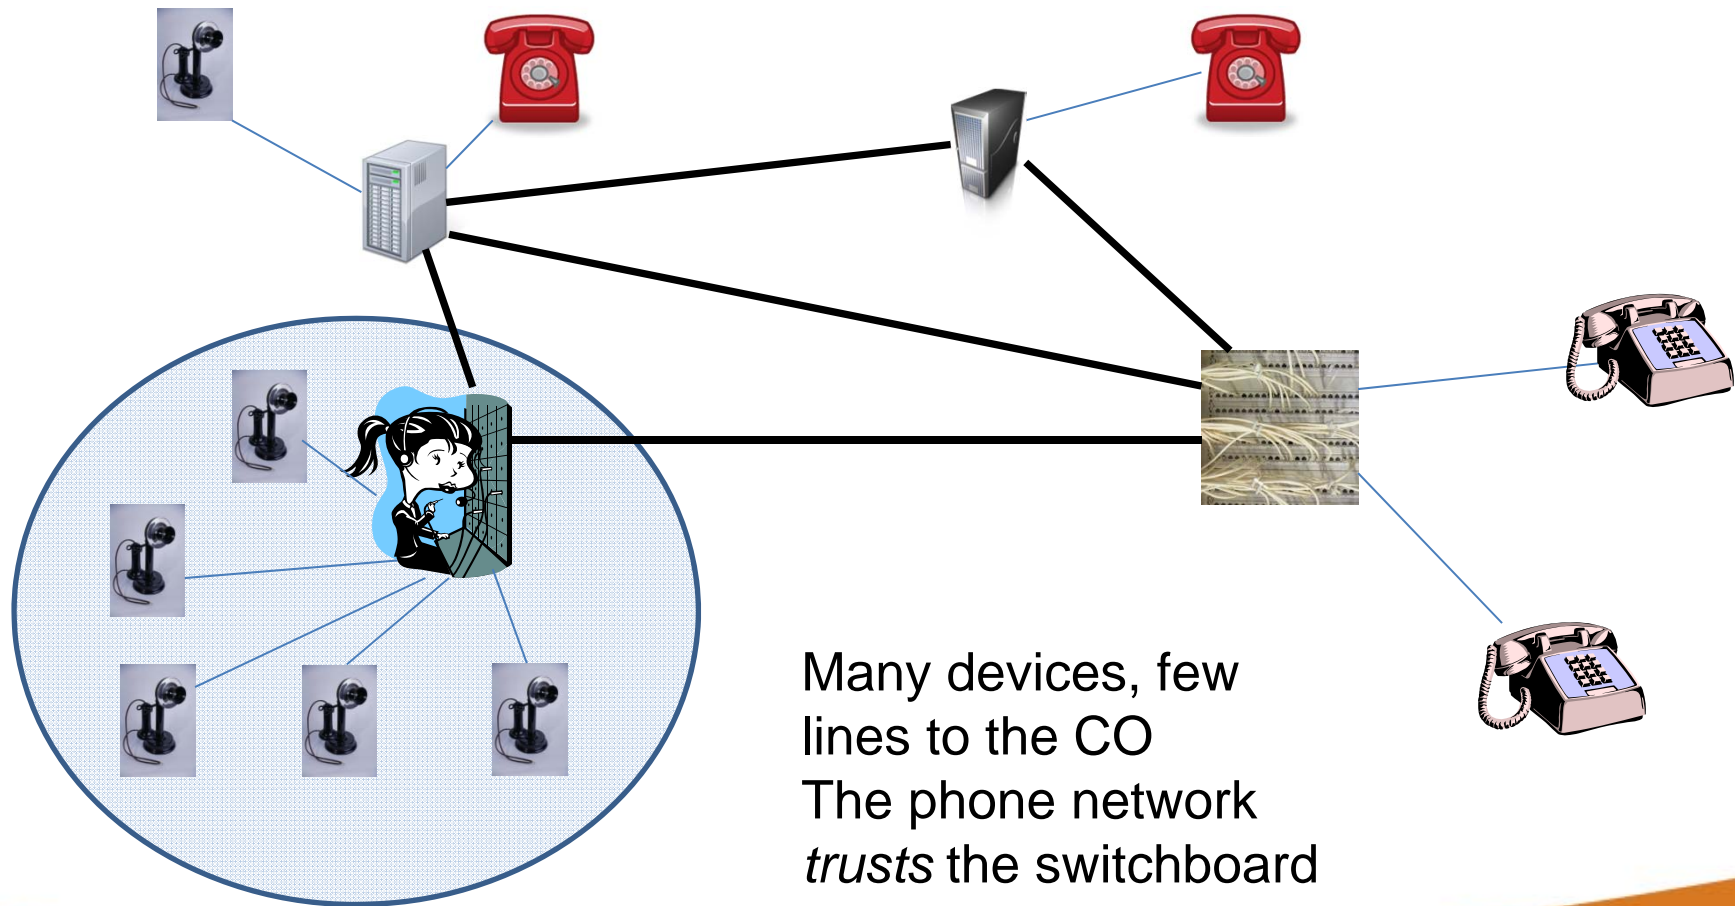 Many devices, few
lines to the CO
The phone network
trusts the switchboard